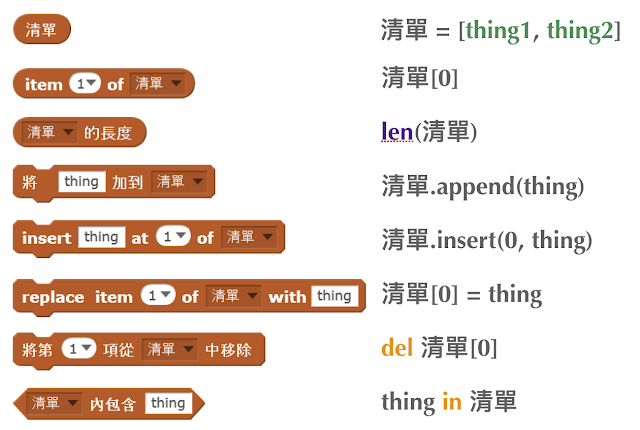 清單 清單 = [thing1, thing2]
item 1 of 清單 清單[0]
清單 的長度 len(清單)
將 thing 加到 清單 清單.append(thing)
insert thing at 1 of 清單 清單.insert(0, thing)
replace item 1 of 清單 with thing 清單[0] = thing
將第 1 項從 清單 中移除 del 清單[0]
清單 內包含 thing thing in 清單